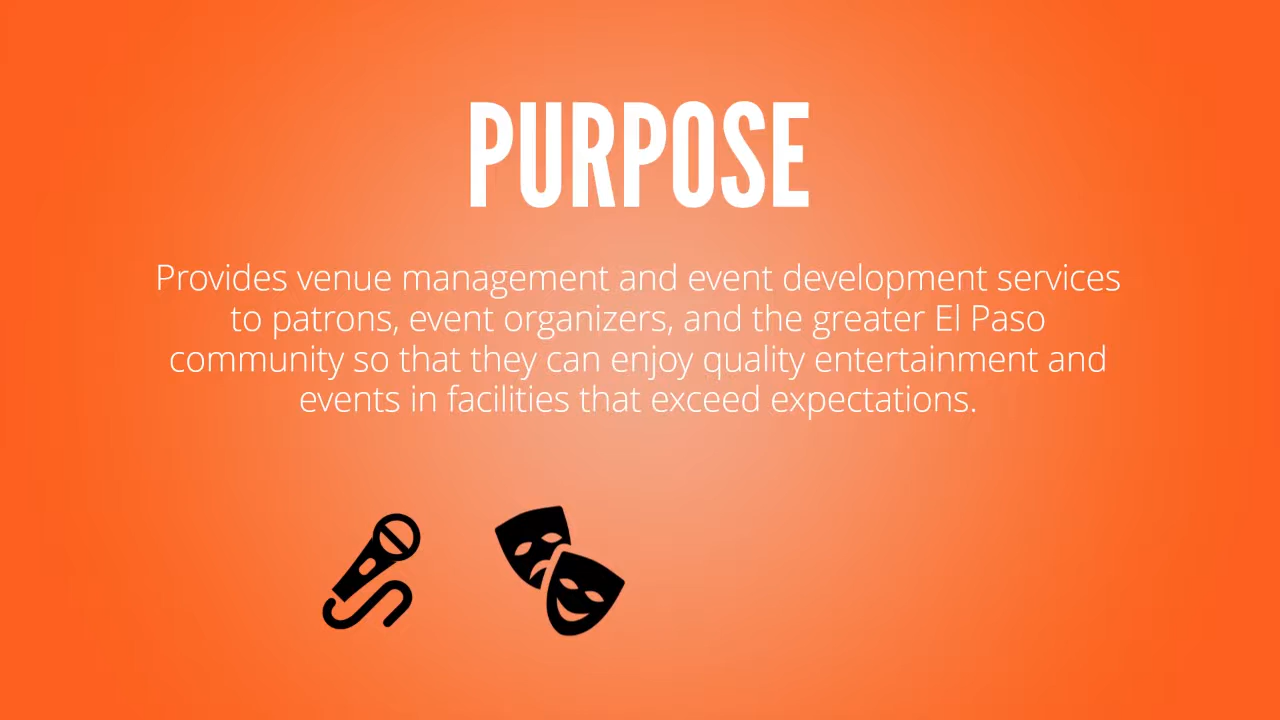 PURPOSE
Provides venue management and event development services
to patrons, event organizers, and the greater El Paso
community so that they can enjoy quality entertainment and
events in facilities that exceed expectations.